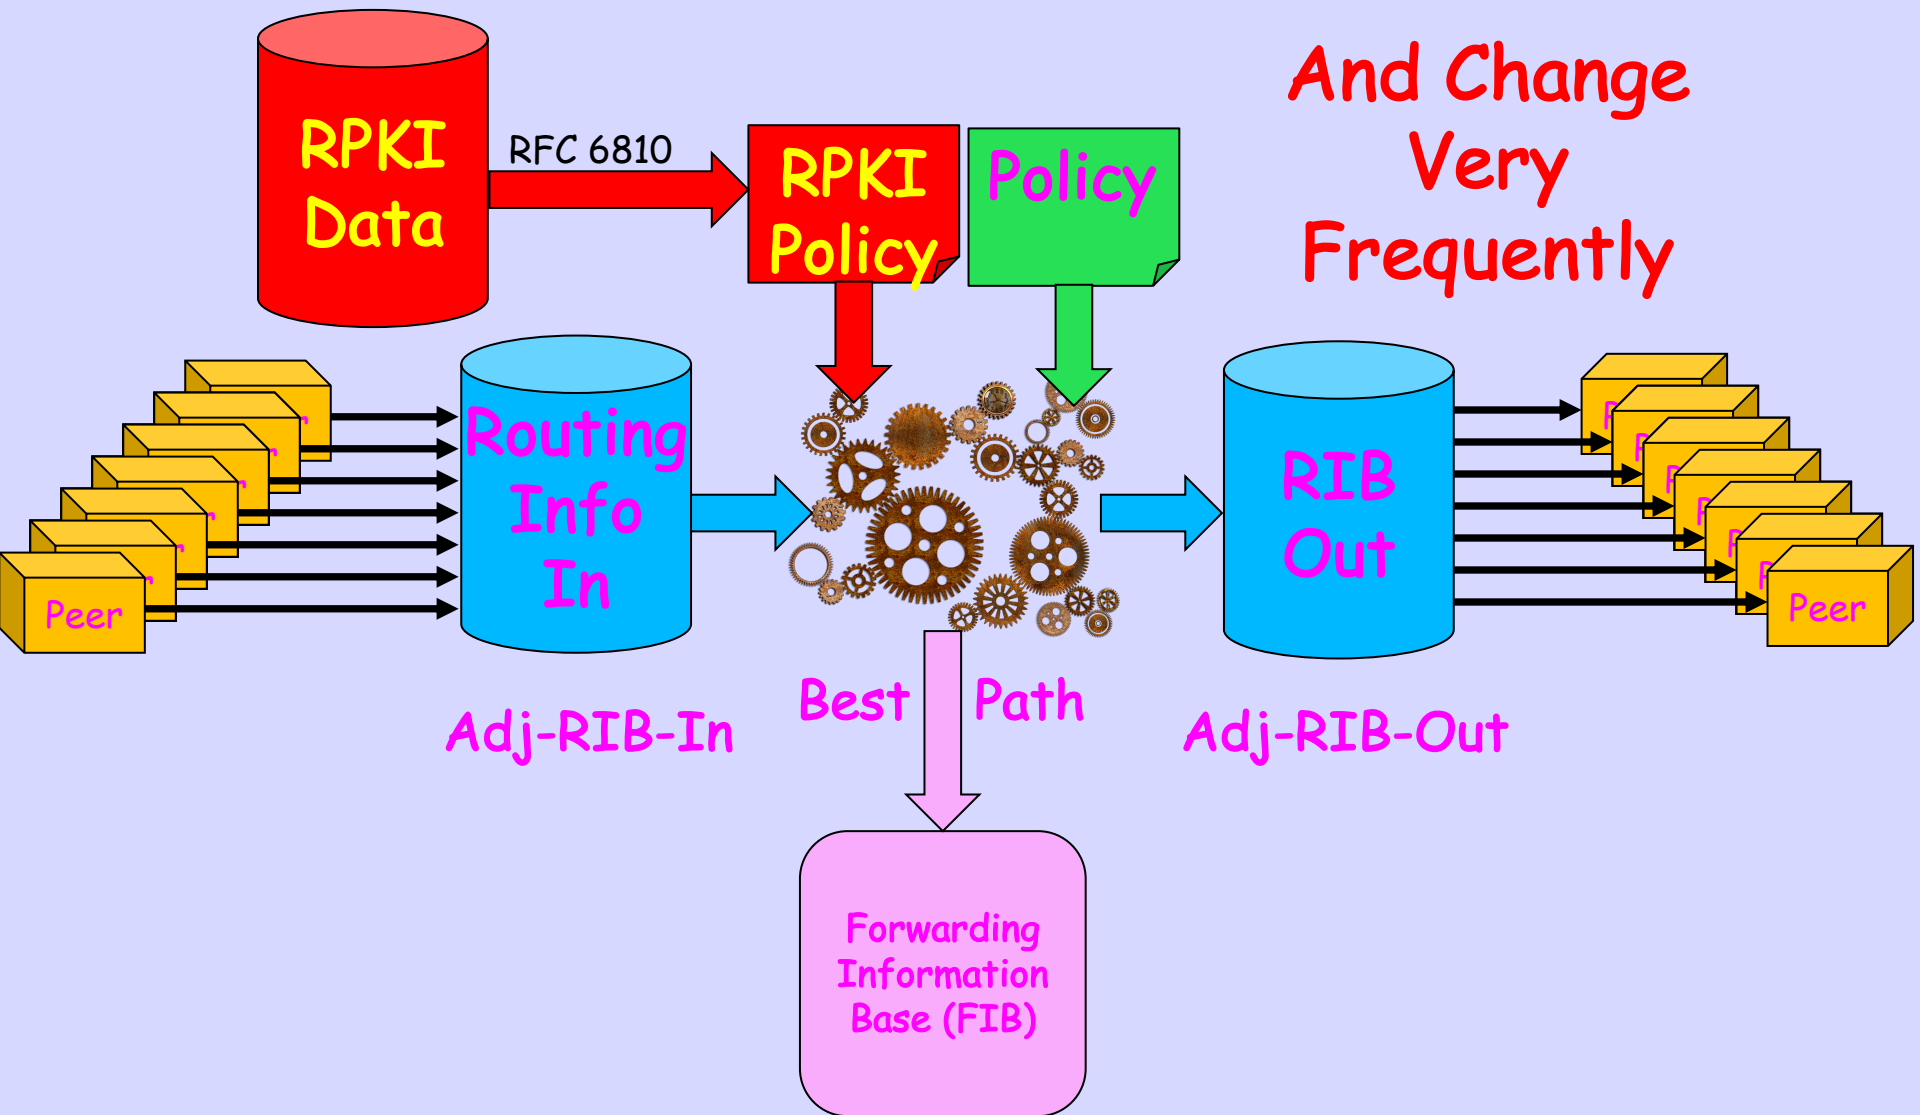 RPKI
Data
RFC 6810
RPKI
Policy
Policy
And Change
Very
Frequently
Peer
Routing
Info
In
RIB
Out
Peer
Adj-RIB-In
Best
Path
Adj-RIB-Out
Forwarding
Information
Base (FIB)